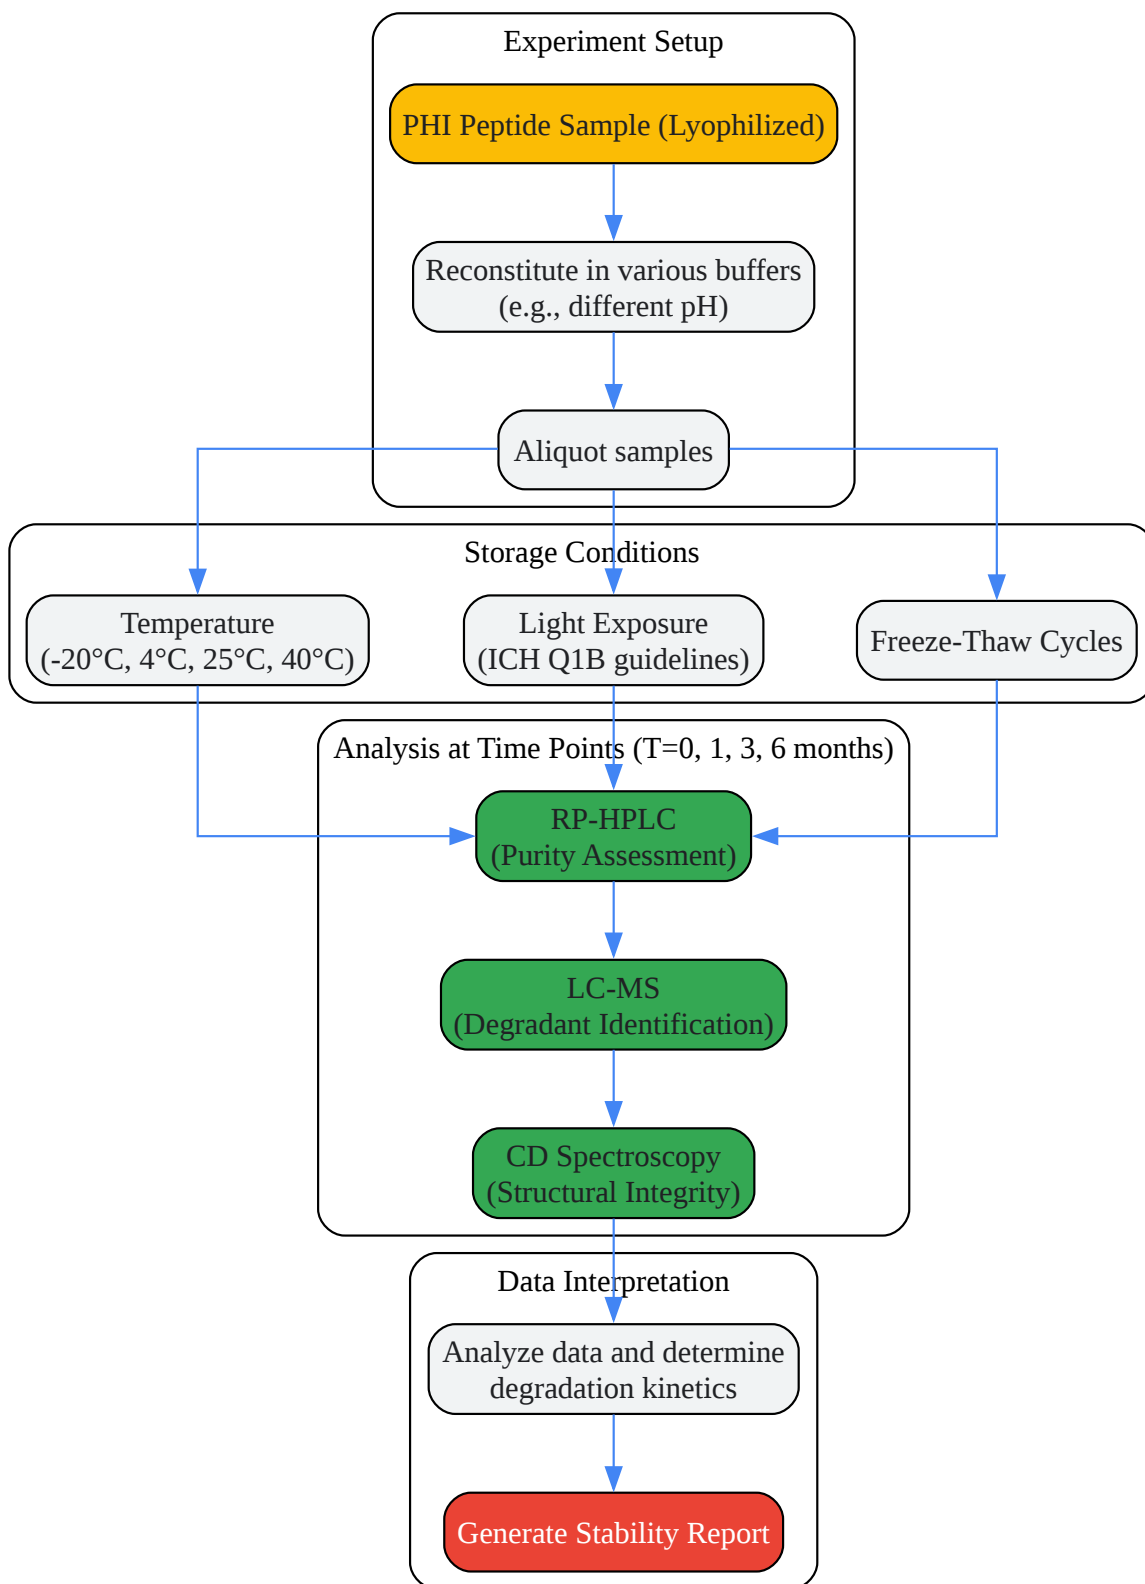 Experiment Setup
PHI Peptide Sample (Lyophilized)
Reconstitute in various buffers
(e.g., different pH)
Aliquot samples
Storage Conditions
Temperature
(-20°C, 4°C, 25°C, 40°C)
Light Exposure
(ICH Q1B guidelines)
Freeze-Thaw Cycles
Analysis at Time Points (T=0, 1, 3, 6 months)
RP-HPLC
(Purity Assessment)
LC-MS
(Degradant Identification)
CD Spectroscopy
(Structural Integrity)
Data Interpretation
Analyze data and determine
degradation kinetics
Generate Stability Report